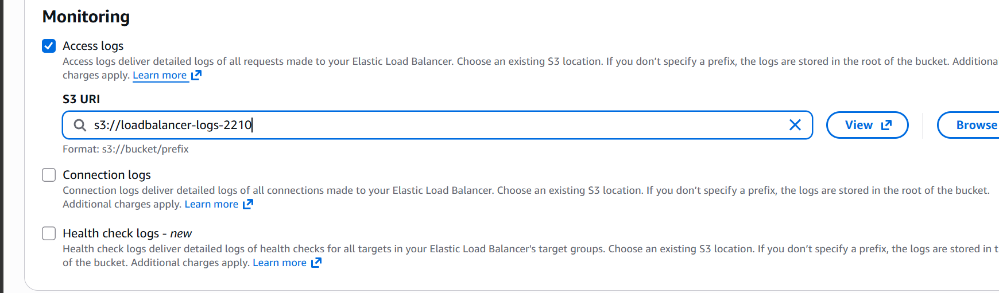 Monitoring
Access logs
Access logs deliver detailed logs of all requests made to your Elastic Load Balancer. Choose an existing S3 location. If you don’t specify a prefix, the logs are stored in the root of the bucket. Additiona
charges apply. Learn more
S3 URI
s3://loadbalancer-logs-2210
View
Browse
Format: s3://bucket/prefix
Connection logs
Connection logs deliver detailed logs of all connections made to your Elastic Load Balancer. Choose an existing S3 location. If you don’t specify a prefix, the logs are stored in the root of the bucket.
Additional charges apply. Learn more
Health check logs - new
Health check logs deliver detailed logs of health checks for all targets in your Elastic Load Balancer's target groups. Choose an existing S3 location. If you don’t specify a prefix, the logs are stored in t
of the bucket. Additional charges apply. Learn more